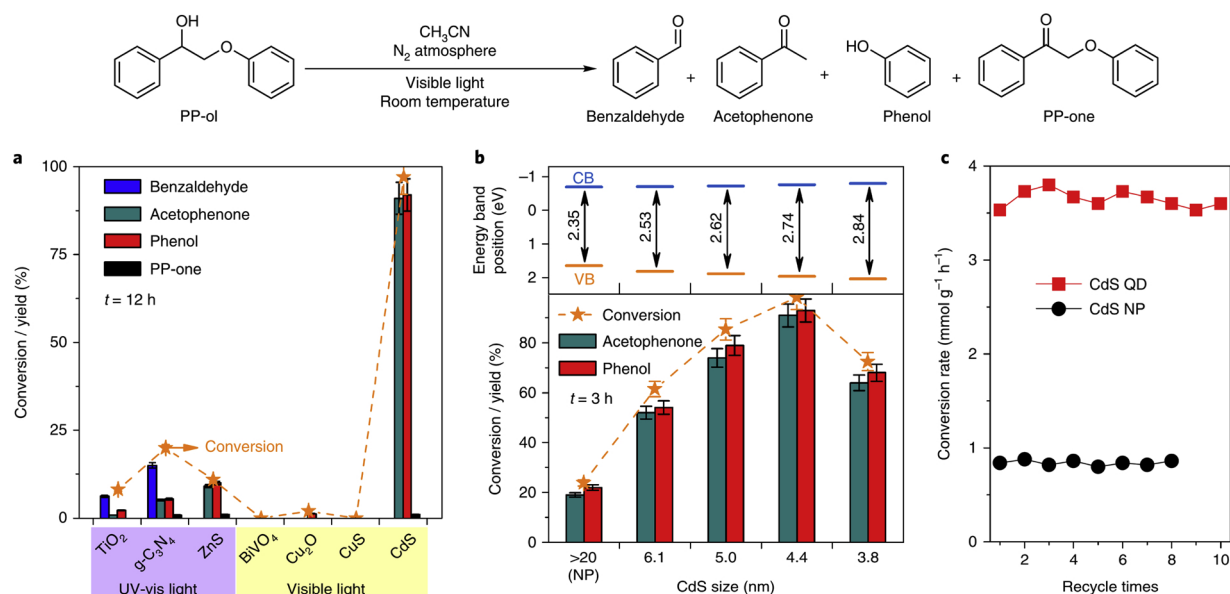 OH
O
PP-ol
CH₃CN
N₂ atmosphere
Visible light
Room temperature
O
Benzaldehyde
+
O
Acetophenone
+
HO
Phenol
+
O
O
PP-one
a
Conversion / yield (%)
100
75
50
25
0
Benzaldehyde
Acetophenone
Phenol
PP-one
t = 12 h
Conversion
TiO₂
g-C₃N₄
ZnS
BiVO₄
Cu₂O
CuS
CdS
UV-vis light
Visible light
b
Energy band
position (eV)
–1
0
1
2
CB
VB
2.35
2.53
2.62
2.74
2.84
Conversion / yield (%)
80
60
40
20
0
Conversion
Acetophenone
Phenol
t = 3 h
>20
(NP)
6.1
5.0
4.4
3.8
CdS size (nm)
c
Conversion rate (mmol g⁻¹ h⁻¹)
4
3
2
1
0
CdS QD
CdS NP
2
4
6
8
10
Recycle times